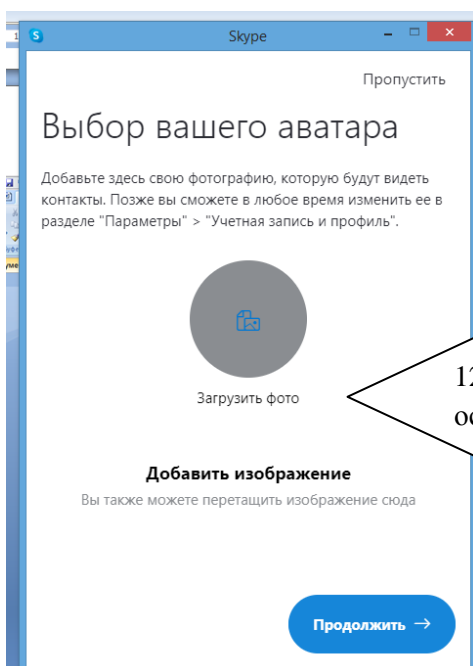 Skype
Пропустить
Выбор вашего аватара
Добавьте здесь свою фотографию, которую будут видеть
контакты. Позже вы сможете в любое время изменить ее в
разделе "Параметры" > "Учетная запись и профиль".
Загрузить фото
12
Добавить изображение
Вы также можете перетащить изображение сюда
Продолжить →